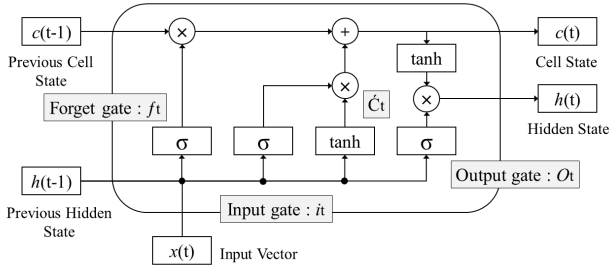 c(t-1)
×
+
c(t)
Previous Cell
State
tanh
Cell State
×
Ćt
×
h(t)
Forget gate : ft
Hidden State
σ
σ
tanh
σ
h(t-1)
Output gate : Ot
Previous Hidden
State
Input gate : it
x(t)
Input Vector